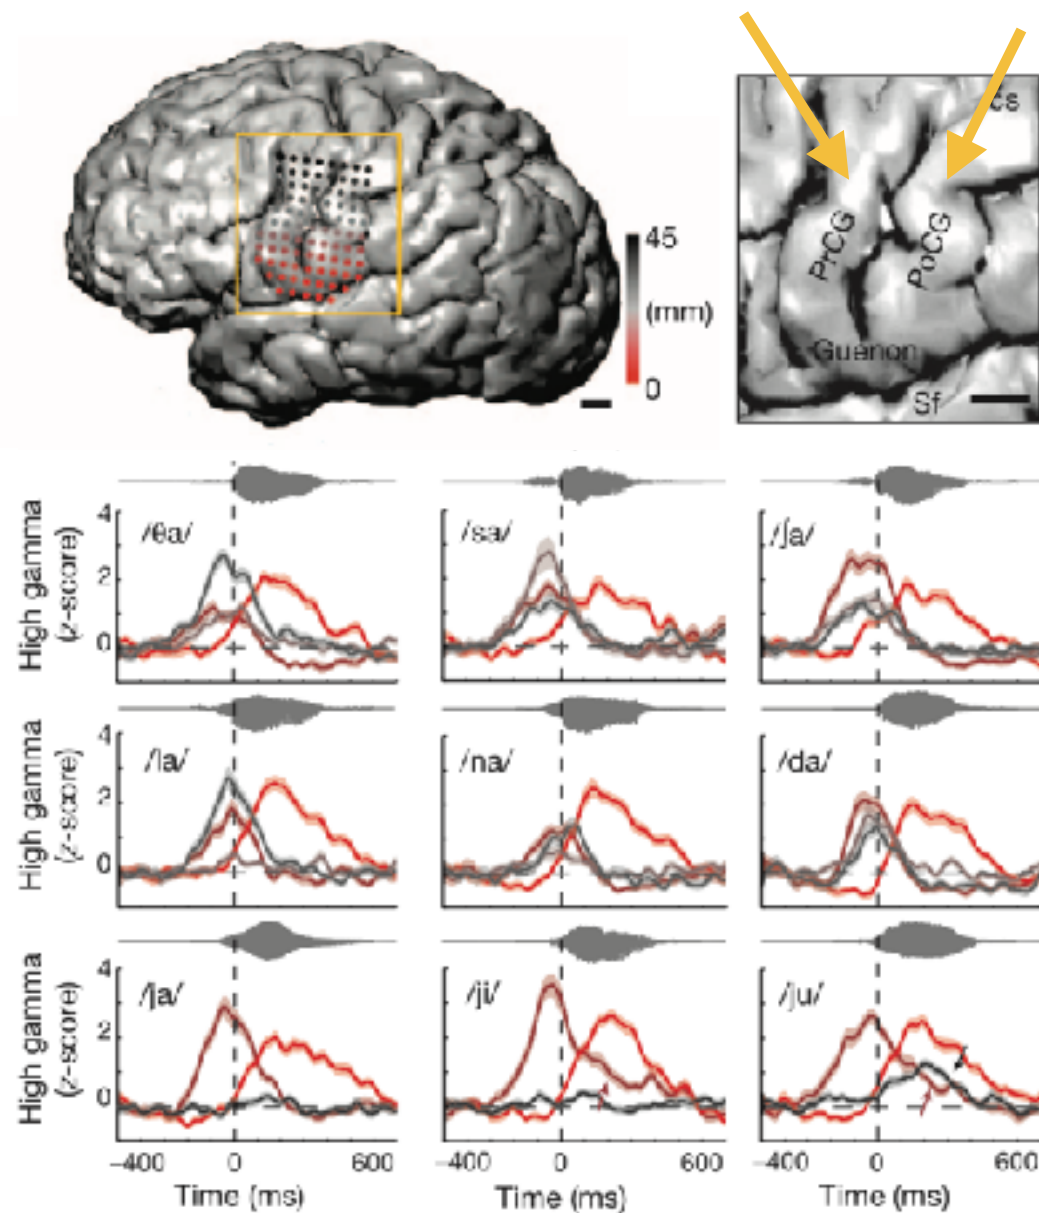 45
(mm)
0
cs
PrCG
PoCG
Guenon
Sf
High gamma
(z-score)
4
2
0
/θa/
/sa/
/ʃa/
High gamma
(z-score)
4
2
0
/la/
/na/
/da/
High gamma
(z-score)
4
2
0
/ja/
/ji/
/ju/
−400 0 600
−400 0 600
−400 0 600
Time (ms)
Time (ms)
Time (ms)